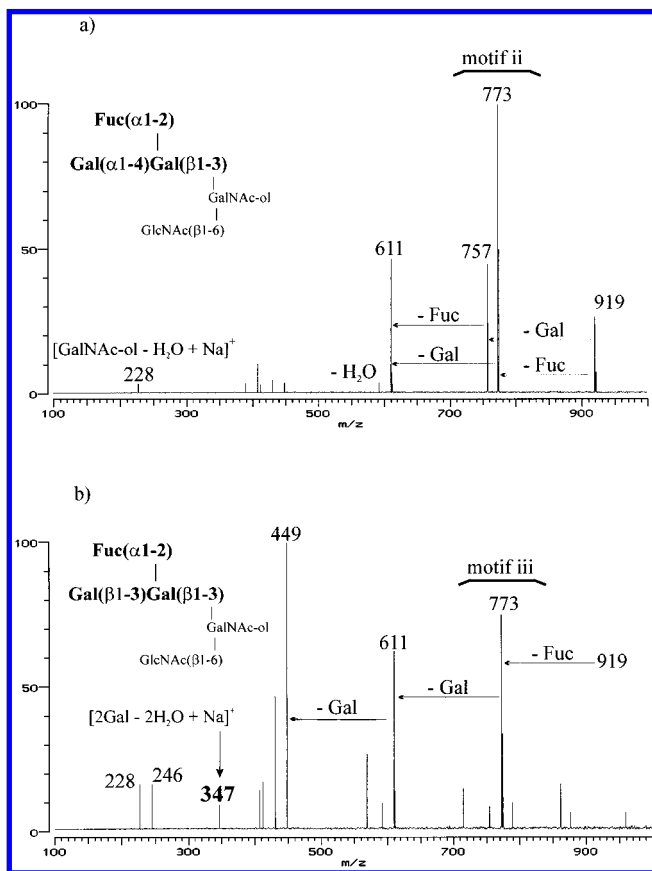 a)
motif ii
773
100
Fuc(α1-2)
Gal(α1-4)Gal(β1-3)
GalNAc-ol
GlcNAc(β1-6)
50
611
757
919
- Fuc
- Gal
- Gal
- Fuc
[GalNAc-ol - H₂O + Na]⁺
- H₂O
228
0
100 300 500 700 900
m/z
b)
449
100
Fuc(α1-2)
motif iii
Gal(β1-3)Gal(β1-3)
773
GalNAc-ol
611
- Fuc
919
GlcNAc(β1-6)
- Gal
50
- Gal
[2Gal - 2H₂O + Na]⁺
228
246
347
0
100 300 500 700 900
m/z